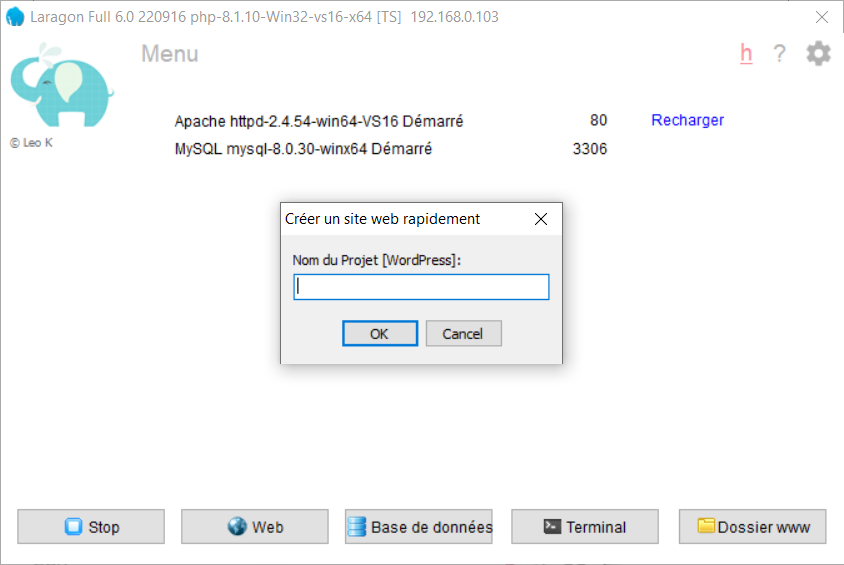 Laragon Full 6.0 220916 php-8.1.10-Win32-vs16-x64 [TS] 192.168.0.103
Menu
h ?
© Leo K
Apache httpd-2.4.54-win64-VS16 Démarré 80 Recharger
MySQL mysql-8.0.30-winx64 Démarré 3306
Créer un site web rapidement
Nom du Projet [WordPress]:
OK Cancel
Stop Web Base de données Terminal Dossier www